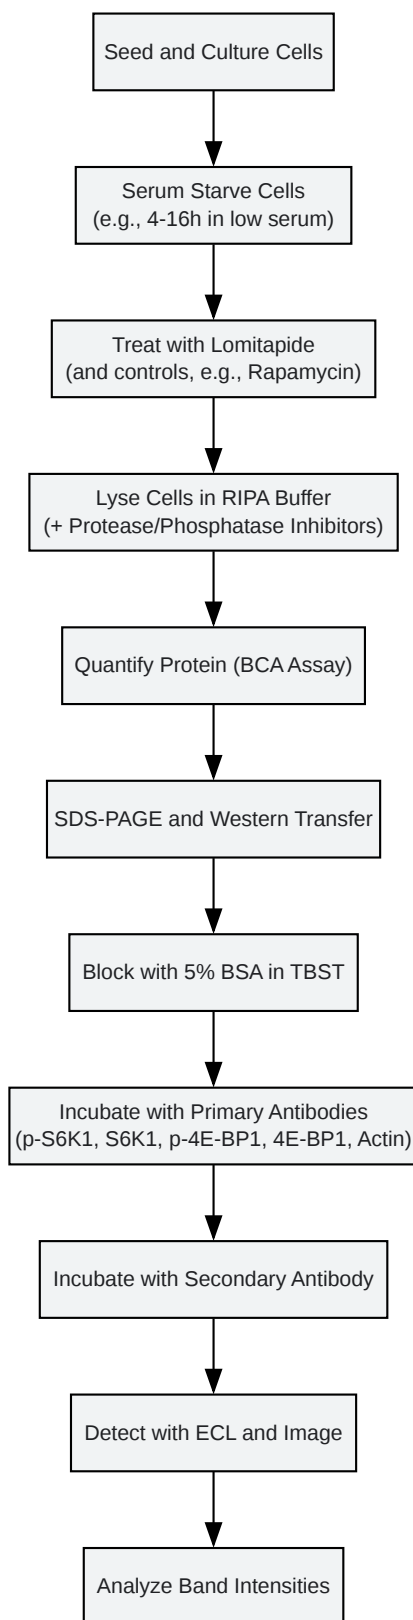 Seed and Culture Cells
Serum Starve Cells
(e.g., 4-16h in low serum)
Treat with Lomitapide
(and controls, e.g., Rapamycin)
Lyse Cells in RIPA Buffer
(+ Protease/Phosphatase Inhibitors)
Quantify Protein (BCA Assay)
SDS-PAGE and Western Transfer
Block with 5% BSA in TBST
Incubate with Primary Antibodies
(p-S6K1, S6K1, p-4E-BP1, 4E-BP1, Actin)
Incubate with Secondary Antibody
Detect with ECL and Image
Analyze Band Intensities